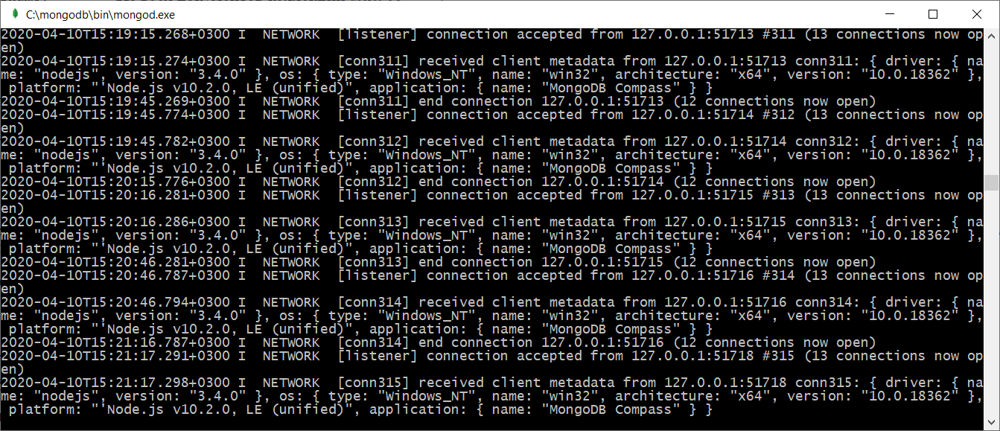 C:\mongodb\bin\mongod.exe
2020-04-10T15:19:15.268+0300 I  NETWORK  [listener] connection accepted from 127.0.0.1:51713 #311 (13 connections now op
en)
2020-04-10T15:19:15.274+0300 I  NETWORK  [conn311] received client metadata from 127.0.0.1:51713 conn311: { driver: { na
me: "nodejs", version: "3.4.0" }, os: { type: "Windows_NT", name: "win32", architecture: "x64", version: "10.0.18362" },
 platform: "'Node.js v10.2.0, LE (unified)", application: { name: "MongoDB Compass" } }
2020-04-10T15:19:45.269+0300 I  NETWORK  [conn311] end connection 127.0.0.1:51713 (12 connections now open)
2020-04-10T15:19:45.774+0300 I  NETWORK  [listener] connection accepted from 127.0.0.1:51714 #312 (13 connections now op
en)
2020-04-10T15:19:45.782+0300 I  NETWORK  [conn312] received client metadata from 127.0.0.1:51714 conn312: { driver: { na
me: "nodejs", version: "3.4.0" }, os: { type: "Windows_NT", name: "win32", architecture: "x64", version: "10.0.18362" },
 platform: "'Node.js v10.2.0, LE (unified)", application: { name: "MongoDB Compass" } }
2020-04-10T15:20:15.776+0300 I  NETWORK  [conn312] end connection 127.0.0.1:51714 (12 connections now open)
2020-04-10T15:20:16.281+0300 I  NETWORK  [listener] connection accepted from 127.0.0.1:51715 #313 (13 connections now op
en)
2020-04-10T15:20:16.286+0300 I  NETWORK  [conn313] received client metadata from 127.0.0.1:51715 conn313: { driver: { na
me: "nodejs", version: "3.4.0" }, os: { type: "Windows_NT", name: "win32", architecture: "x64", version: "10.0.18362" },
 platform: "'Node.js v10.2.0, LE (unified)", application: { name: "MongoDB Compass" } }
2020-04-10T15:20:46.281+0300 I  NETWORK  [conn313] end connection 127.0.0.1:51715 (12 connections now open)
2020-04-10T15:20:46.787+0300 I  NETWORK  [listener] connection accepted from 127.0.0.1:51716 #314 (13 connections now op
en)
2020-04-10T15:20:46.794+0300 I  NETWORK  [conn314] received client metadata from 127.0.0.1:51716 conn314: { driver: { na
me: "nodejs", version: "3.4.0" }, os: { type: "Windows_NT", name: "win32", architecture: "x64", version: "10.0.18362" },
 platform: "'Node.js v10.2.0, LE (unified)", application: { name: "MongoDB Compass" } }
2020-04-10T15:21:16.787+0300 I  NETWORK  [conn314] end connection 127.0.0.1:51716 (12 connections now open)
2020-04-10T15:21:17.291+0300 I  NETWORK  [listener] connection accepted from 127.0.0.1:51718 #315 (13 connections now op
en)
2020-04-10T15:21:17.298+0300 I  NETWORK  [conn315] received client metadata from 127.0.0.1:51718 conn315: { driver: { na
me: "nodejs", version: "3.4.0" }, os: { type: "Windows_NT", name: "win32", architecture: "x64", version: "10.0.18362" },
 platform: "'Node.js v10.2.0, LE (unified)", application: { name: "MongoDB Compass" } }